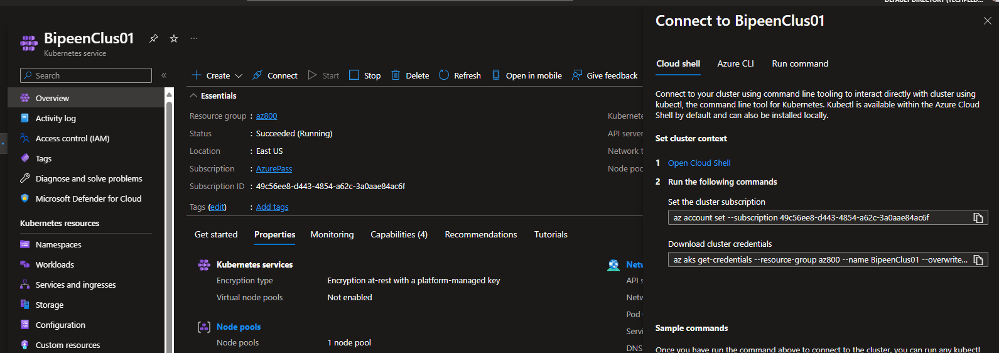 BipeenClus01
Kubernetes service
Search
Overview
Activity log
Access control (IAM)
Tags
Diagnose and solve problems
Microsoft Defender for Cloud
Kubernetes resources
Namespaces
Workloads
Services and ingresses
Storage
Configuration
Custom resources
Create
Connect
Start
Stop
Delete
Refresh
Open in mobile
Give feedback
Essentials
Resource group : az800
Status : Succeeded (Running)
Location : East US
Subscription : AzurePass
Subscription ID : 49c56ee8-d443-4854-a62c-3a0aae84ac6f
Tags (edit) : Add tags
Kubernete
API server
Network t
Node poo
Get started
Properties
Monitoring
Capabilities (4)
Recommendations
Tutorials
Kubernetes services
Encryption type Encryption at-rest with a platform-managed key
Virtual node pools Not enabled
Node pools
Node pools 1 node pool
Netw
API s
Netw
Pod
Servi
DNS
DEFAULT DIRECTORY
Connect to BipeenClus01
Cloud shell
Azure CLI
Run command
Connect to your cluster using command line tooling to interact directly with cluster using
kubectl, the command line tool for Kubernetes. Kubectl is available within the Azure Cloud
Shell by default and can also be installed locally.
Set cluster context
1 Open Cloud Shell
2 Run the following commands
Set the cluster subscription
az account set --subscription 49c56ee8-d443-4854-a62c-3a0aae84ac6f
Download cluster credentials
az aks get-credentials --resource-group az800 --name BipeenClus01 --overwrite...
Sample commands
Once you have run the command above to connect to the cluster, you can run any kubectl